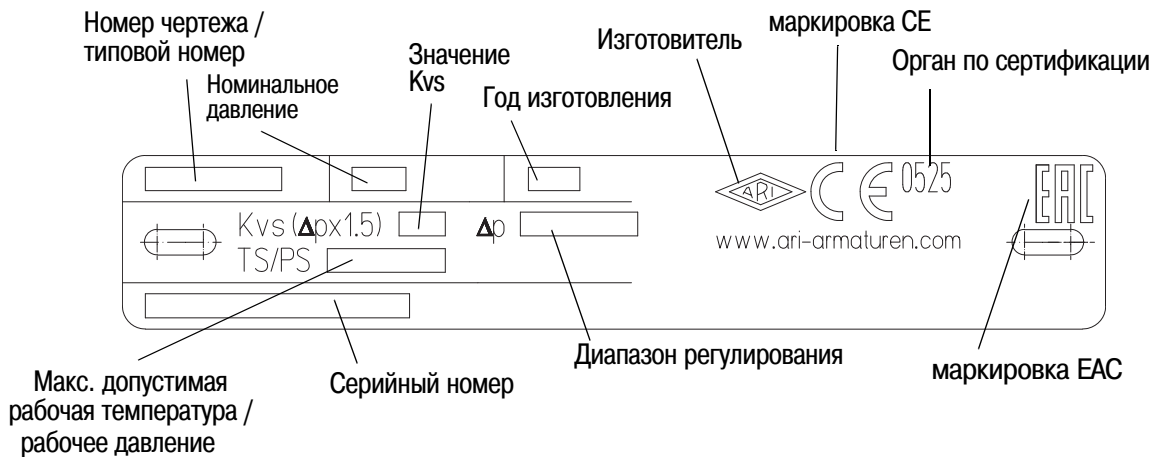 Номер чертежа /
типовой номер
Номинальное
давление
Значение
Kvs
Год изготовления
Изготовитель
маркировка CE
Орган по сертификации
ARI
CE 0525
EAC
Kvs (Δpx1.5)
Δp
www.ari-armaturen.com
TS/PS
Макс. допустимая
рабочая температура /
рабочее давление
Серийный номер
Диапазон регулирования
маркировка EAC